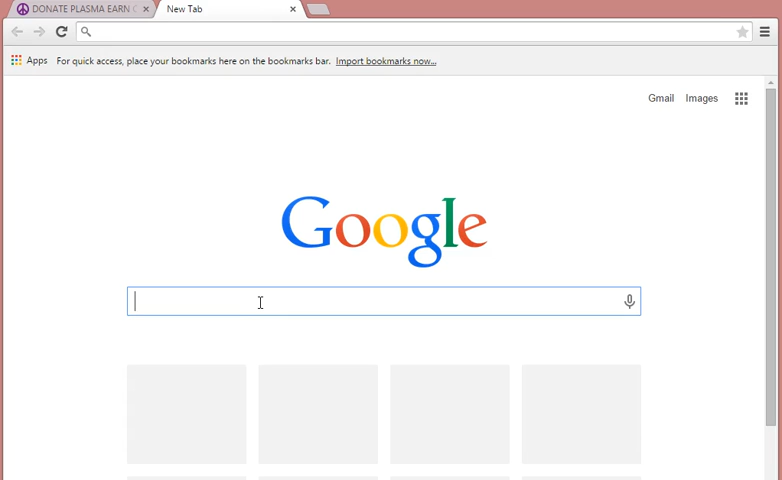 DONATE PLASMA EARN
New Tab
Apps For quick access, place your bookmarks here on the bookmarks bar. Import bookmarks now...
Gmail Images
Google